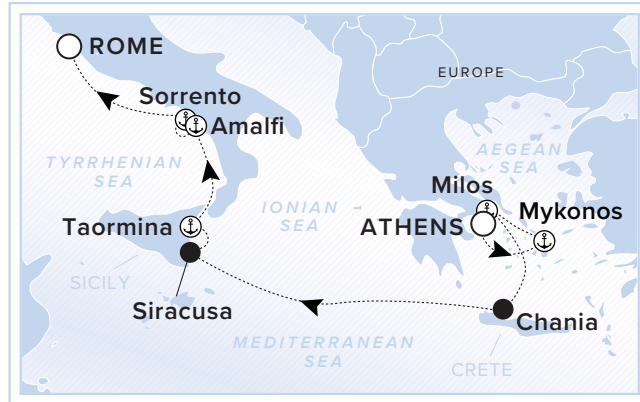 ROME
EUROPE
Sorrento
Amalfi
AEGEAN
SEA
TYRRHENIAN
SEA
Milos
IONIAN
SEA
Mykonos
Taormina
ATHENS
SICILY
Siracusa
Chania
MEDITERRANEAN
SEA
CRETE